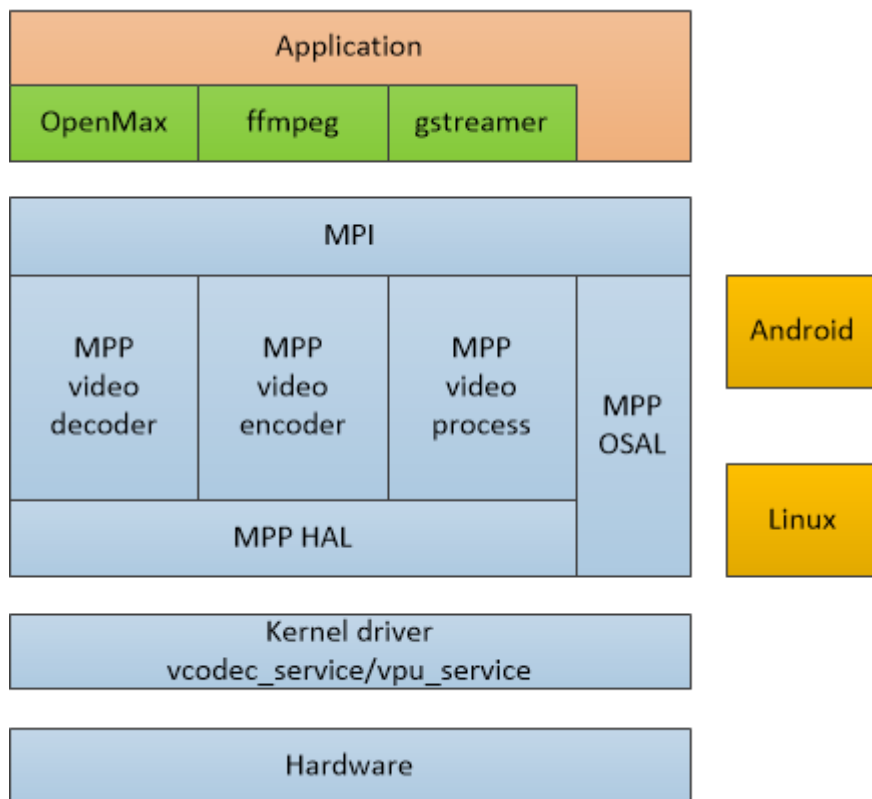 Application
OpenMax
ffmpeg
gstreamer
MPI
MPP
video
decoder
MPP
video
encoder
MPP
video
process
MPP
OSAL
MPP HAL
Android
Linux
Kernel driver
vcodec_service/vpu_service
Hardware